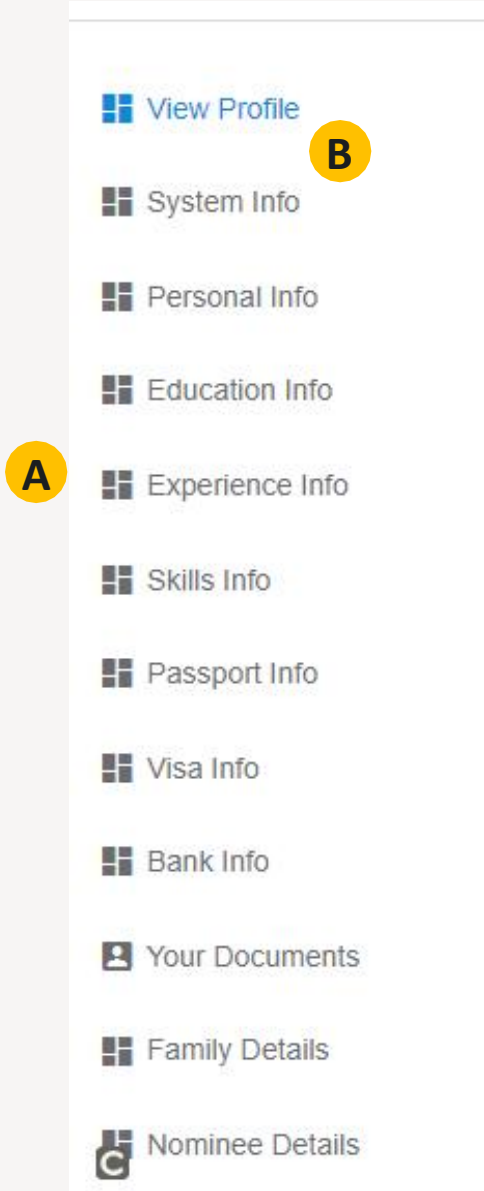 View Profile
B
System Info
Personal Info
Education Info
A
Experience Info
Skills Info
Passport Info
Visa Info
Bank Info
Your Documents
Family Details
C
Nominee Details